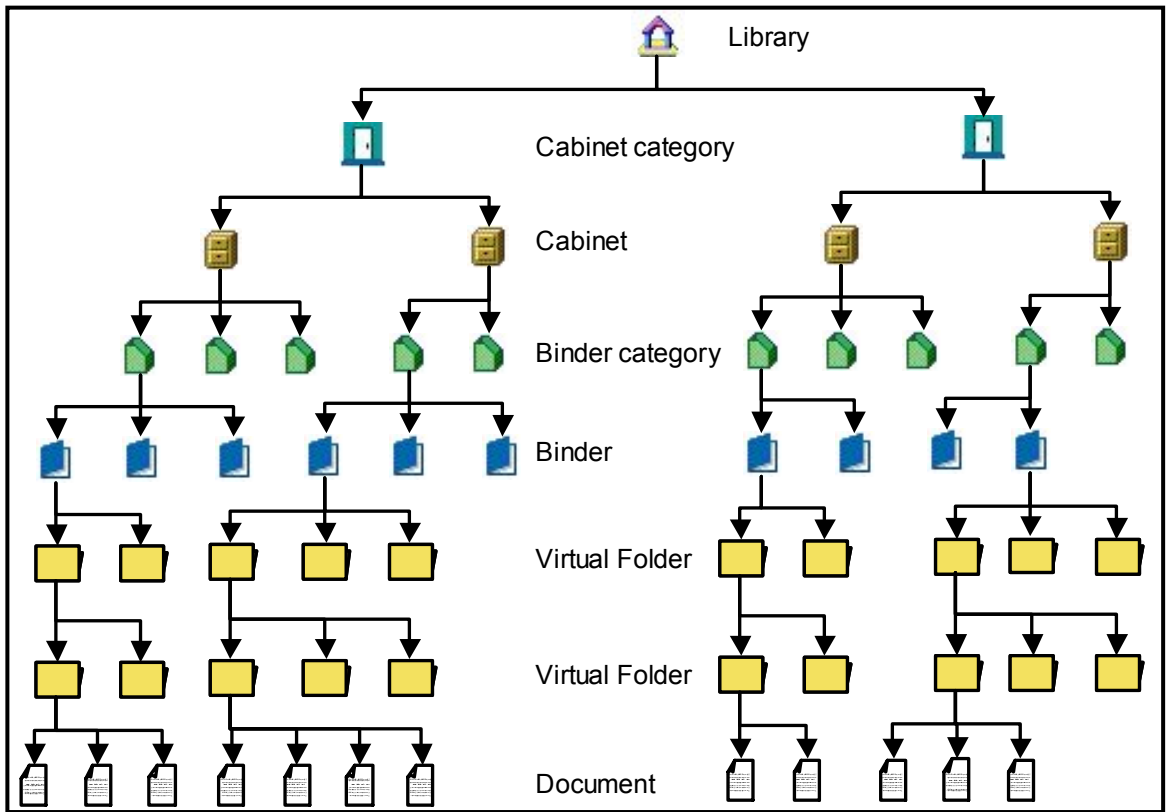 Library
Cabinet category
Cabinet
Binder category
Binder
Virtual Folder
Virtual Folder
Document